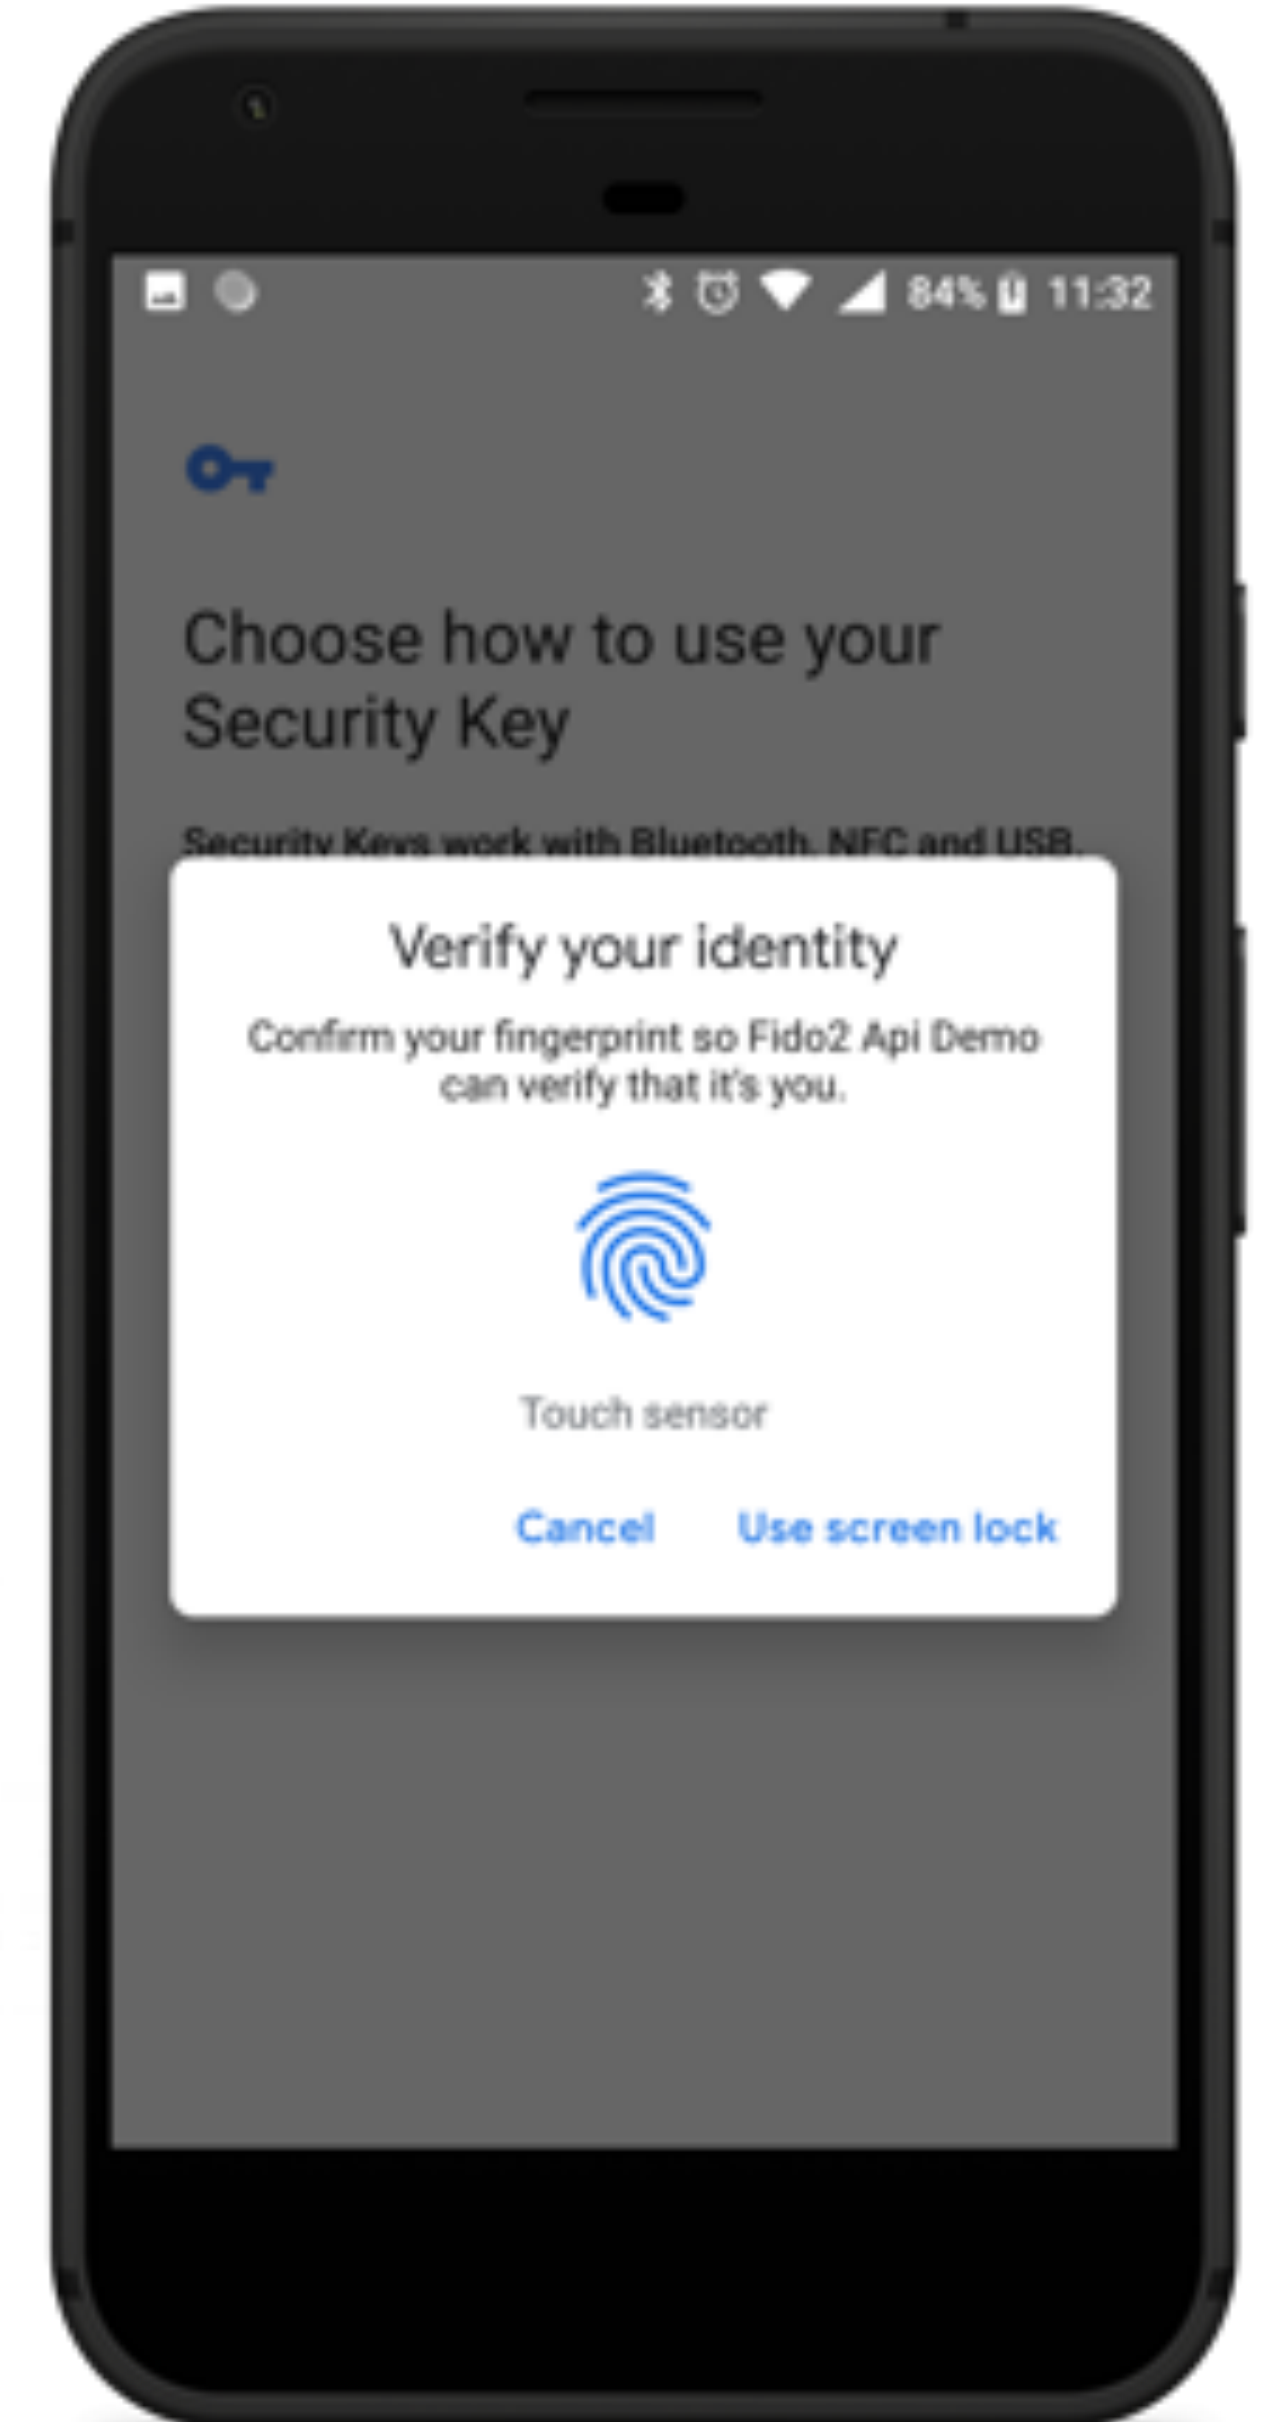 84% 11:32
Choose how to use your
Security Key
Security Keys work with Bluetooth, NFC and USB.
Verify your identity
Confirm your fingerprint so Fido2 Api Demo
can verify that it's you.
Touch sensor
Cancel Use screen lock